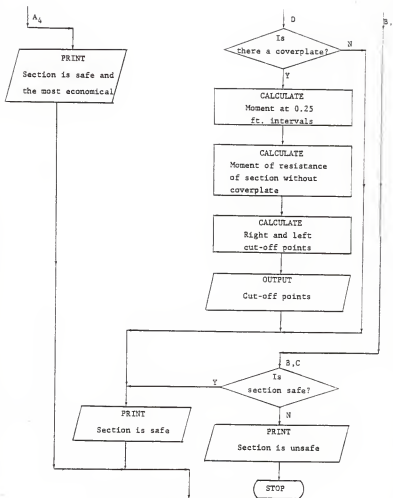 A4
PRINT
Section is safe and
the most economical
D
Is
there a coverplate?
N
Y
CALCULATE
Moment at 0.25
ft. intervals
CALCULATE
Moment of resistance
of section without
coverplate
CALCULATE
Right and left
cut-off points
OUTPUT
Cut-off points
B.
B,C
Is
section safe?
Y
N
PRINT
Section is safe
PRINT
Section is unsafe
STOP